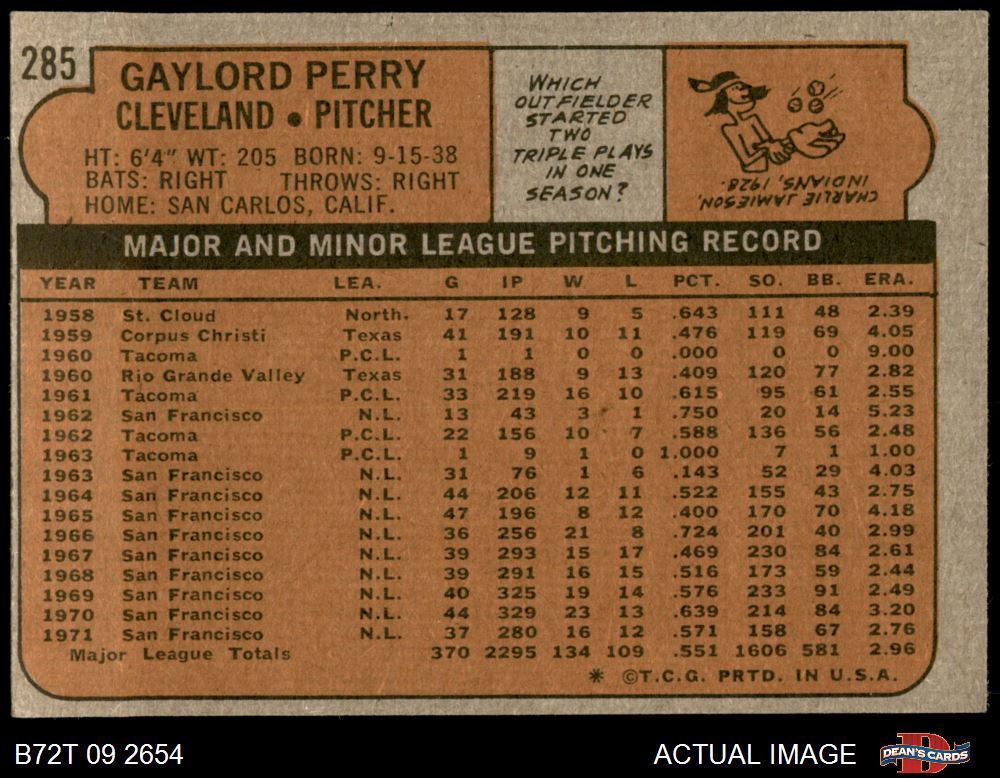 285
GAYLORD PERRY
CLEVELAND • PITCHER
HT: 6'4" WT: 205 BORN: 9-15-38
BATS: RIGHT THROWS: RIGHT
HOME: SAN CARLOS, CALIF.
WHICH
OUTFIELDER
STARTED
TWO
TRIPLE PLAYS
IN ONE
SEASON?
CHARLIE JAMIESON,
INDIANS, 1928.
MAJOR AND MINOR LEAGUE PITCHING RECORD
YEAR TEAM LEA. G IP W L PCT. SO. BB. ERA.
1958 St. Cloud North. 17 128 9 5 .643 111 48 2.39
1959 Corpus Christi Texas 41 191 10 11 .476 119 69 4.05
1960 Tacoma P.C.L. 1 1 0 0 .000 0 0 9.00
1960 Rio Grande Valley Texas 31 188 9 13 .409 120 77 2.82
1961 Tacoma P.C.L. 33 219 16 10 .615 95 61 2.55
1962 San Francisco N.L. 13 43 3 1 .750 20 14 5.23
1962 Tacoma P.C.L. 22 156 10 7 .588 136 56 2.48
1963 Tacoma P.C.L. 1 9 1 0 1.000 7 1 1.00
1963 San Francisco N.L. 31 76 1 6 .143 52 29 4.03
1964 San Francisco N.L. 44 206 12 11 .522 155 43 2.75
1965 San Francisco N.L. 47 196 8 12 .400 170 70 4.18
1966 San Francisco N.L. 36 256 21 8 .724 201 40 2.99
1967 San Francisco N.L. 39 293 15 17 .469 230 84 2.61
1968 San Francisco N.L. 39 291 16 15 .516 173 59 2.44
1969 San Francisco N.L. 40 325 19 14 .576 233 91 2.49
1970 San Francisco N.L. 44 329 23 13 .639 214 84 3.20
1971 San Francisco N.L. 37 280 16 12 .571 158 67 2.76
Major League Totals 370 2295 134 109 .551 1606 581 2.96
* ©T.C.G. PRTD. IN U.S.A.
B72T 09 2654
ACTUAL IMAGE
DEAN'S CARDS